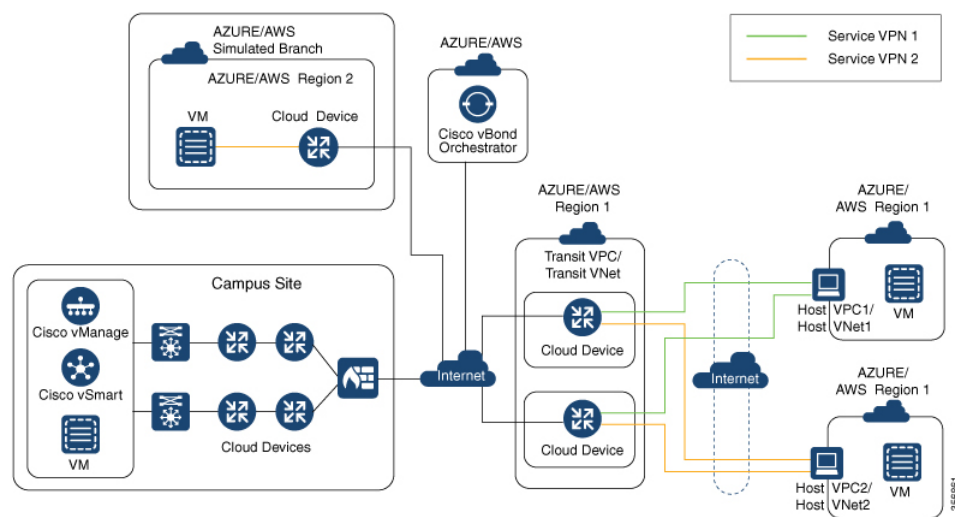 AZURE/AWS
Simulated Branch
AZURE/AWS Region 2
VM
Cloud Device
AZURE/AWS
Cisco vBond
Orchestrator
Service VPN 1
Service VPN 2
AZURE/AWS
Region 1
Transit VPC/
Transit VNet
Cloud Device
Cloud Device
AZURE/
AWS Region 1
Host VPC1/
Host VNet1
VM
Campus Site
Cisco vManage
Cisco vSmart
VM
Cloud Devices
Internet
Internet
AZURE/
AWS Region 1
Host VPC2/
Host VNet2
VM